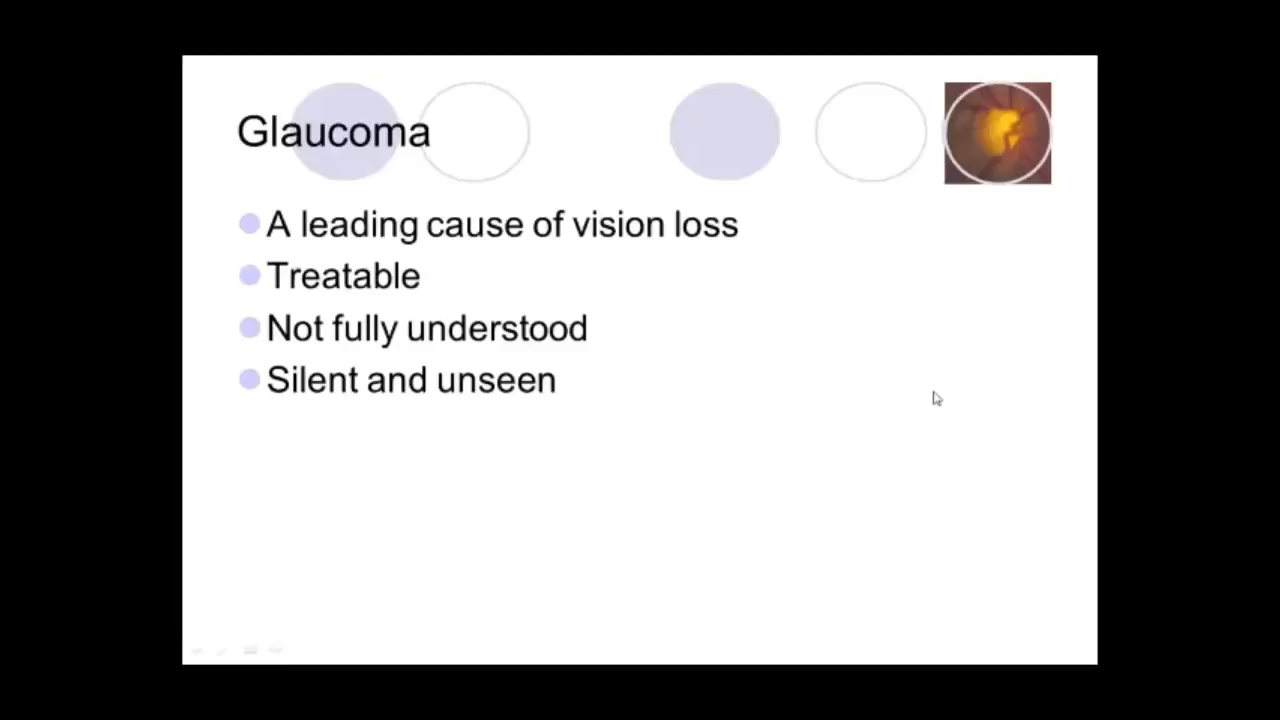 Glaucoma
A leading cause of vision loss
Treatable
Not fully understood
Silent and unseen